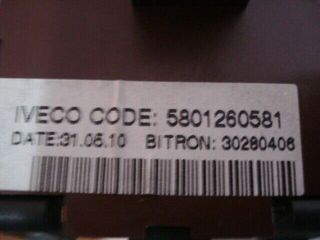 IVECO CODE: 5801260581
DATE:31.05.10 BITRON: 30280406